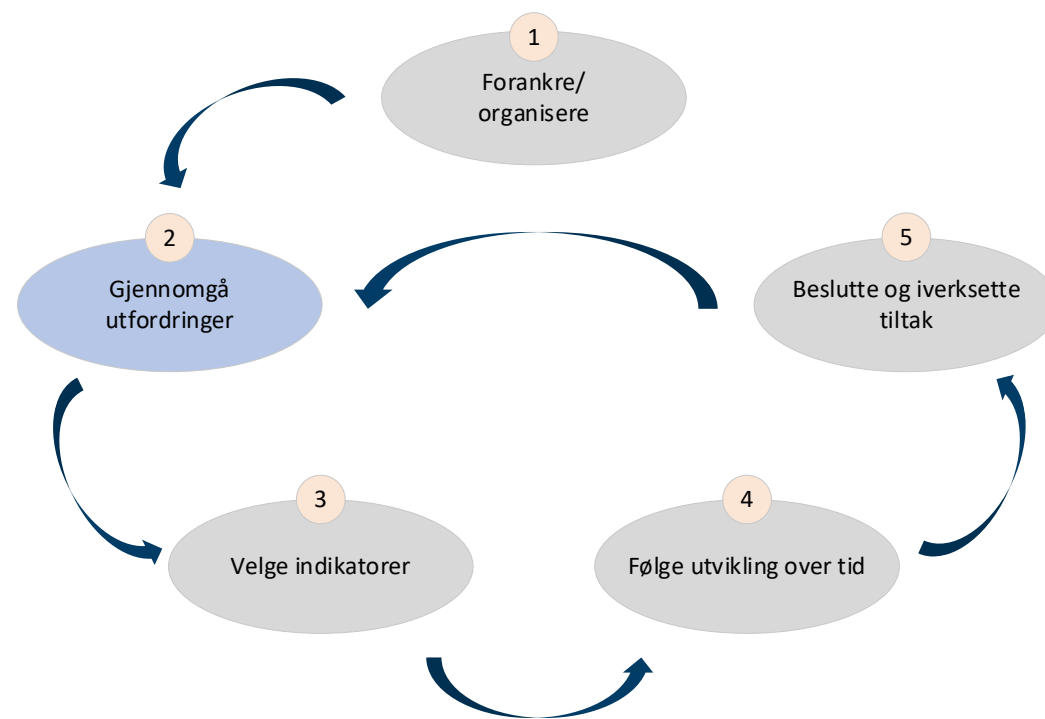 1
Forankre/
organisere
2
Gjennomgå
utfordringer
5
Beslutte og iverksette
tiltak
3
Velge indikatorer
4
Følge utvikling over tid